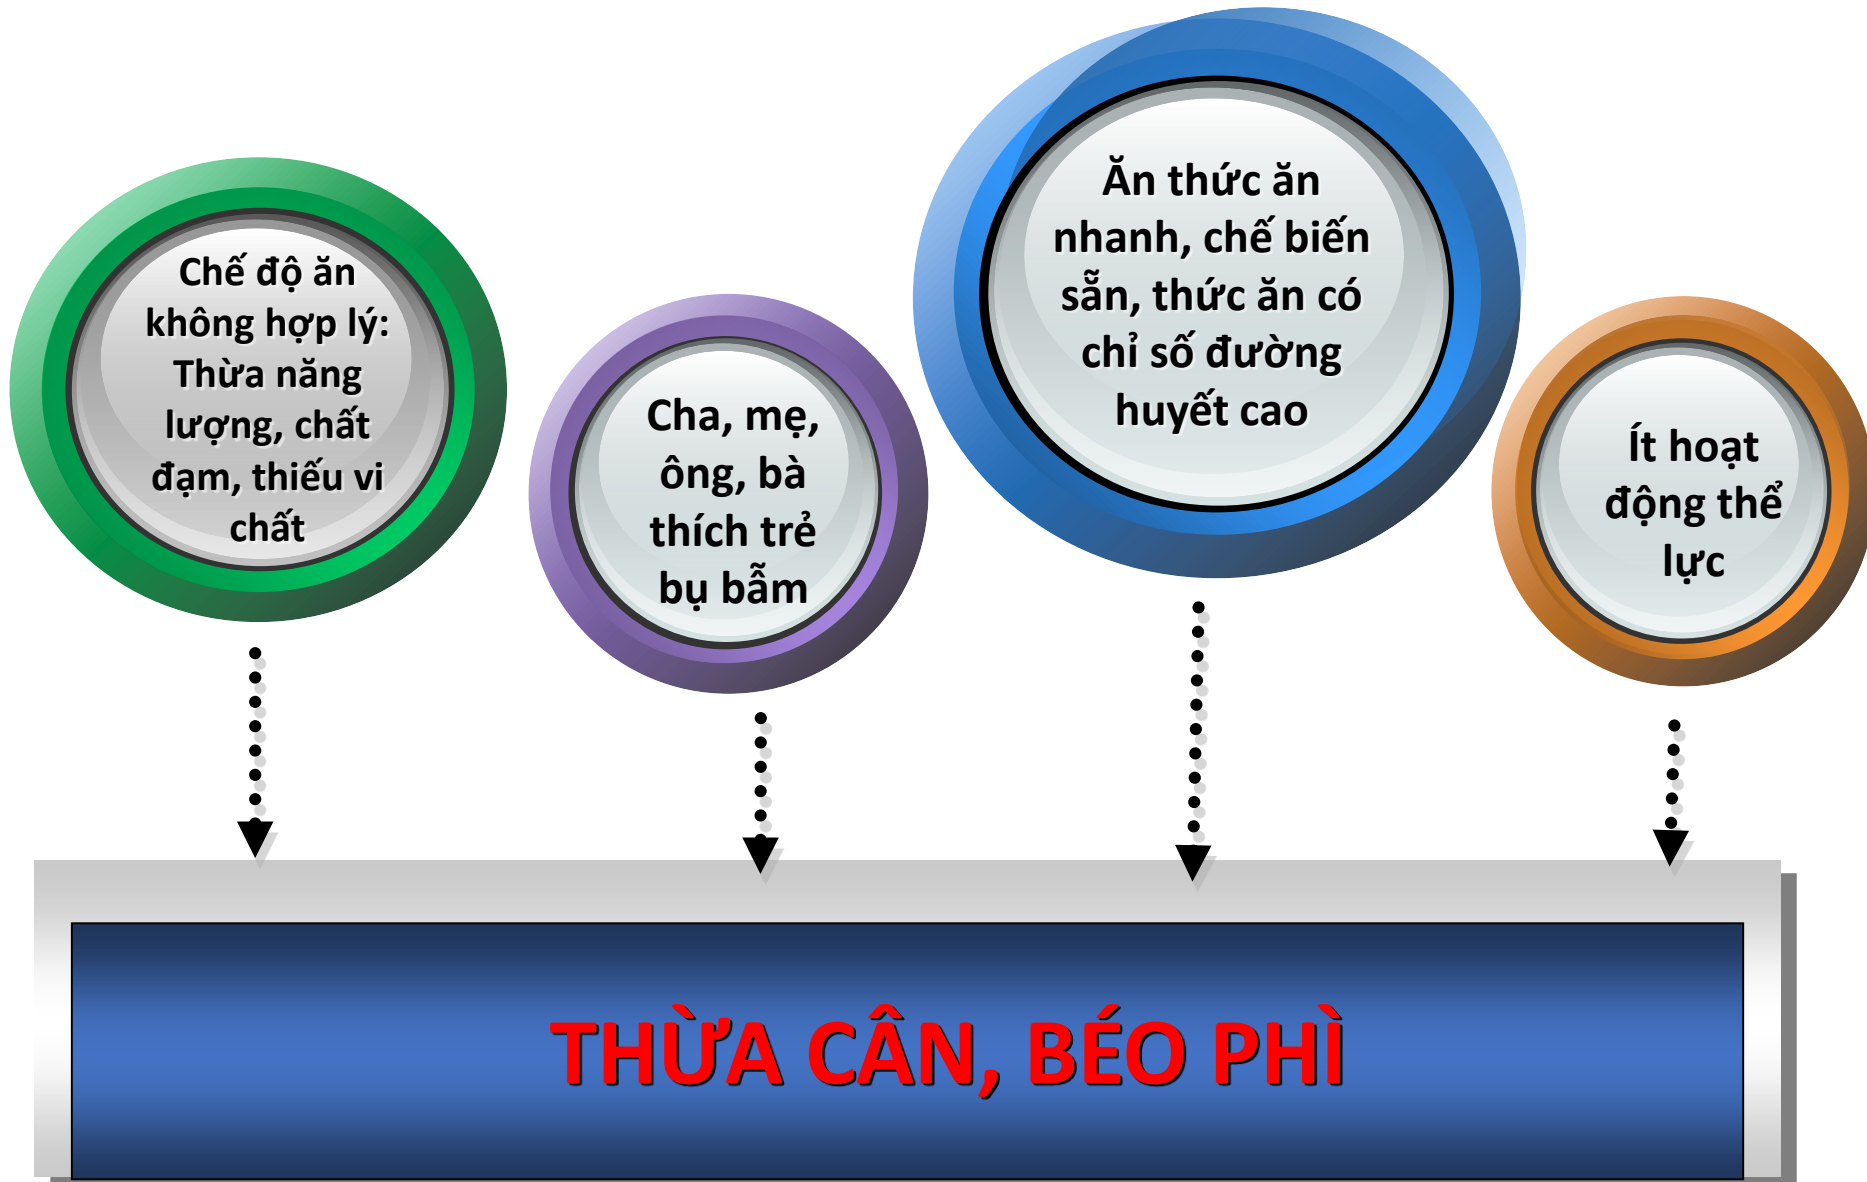 Chế độ ăn
không hợp lý:
Thừa năng
lượng, chất
đạm, thiếu vi
chất
Cha, mẹ,
ông, bà
thích trẻ
bụ bẫm
Ăn thức ăn
nhanh, chế biến
sẵn, thức ăn có
chỉ số đường
huyết cao
Ít hoạt
động thể
lực
THỪA CÂN, BÉO PHÌ